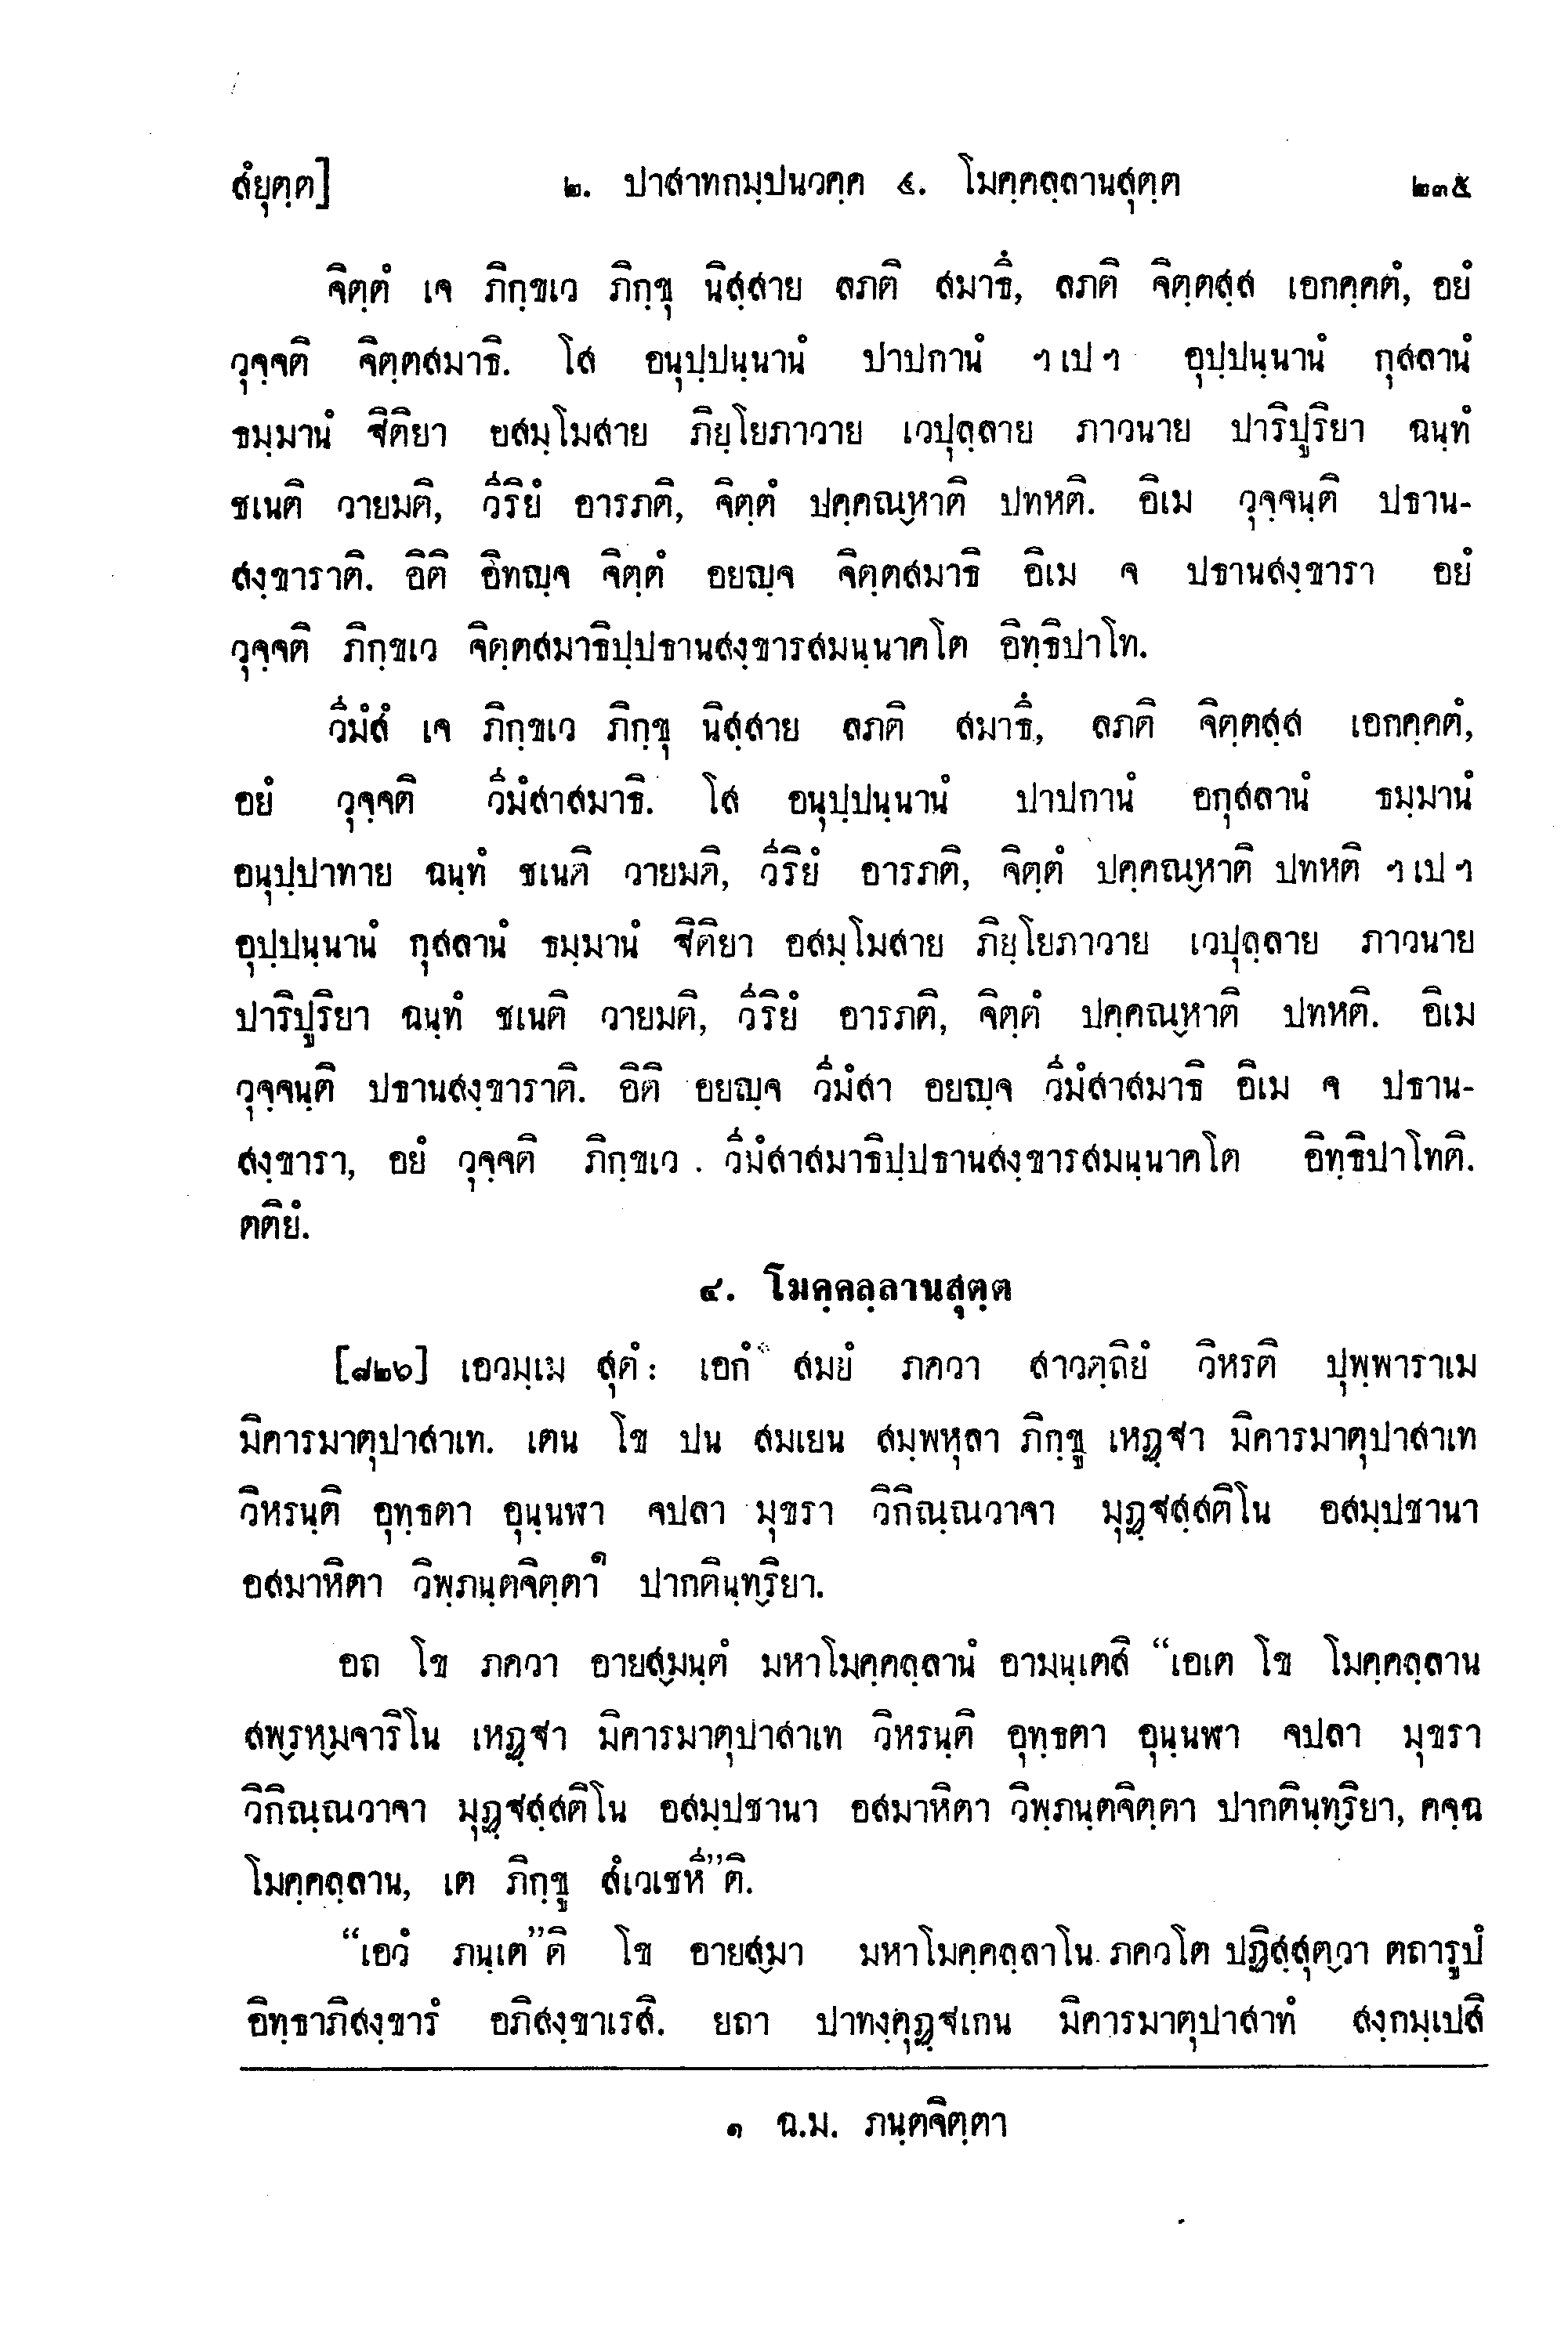 สํยุตฺต]	๒. ปาสาทกมฺปนวคฺค ๔. โมคฺคลฺลานสุตฺต	๒๓๕
จิตฺตํ เจ ภิกฺขเว ภิกฺขุ นิสฺสาย ลภติ สมาธึ, ลภติ จิตฺตสฺส เอกคฺคตํ, อยํ
วุจฺจติ จิตฺตสมาธิ. โส อนุปฺปนฺนานํ ปาปกานํ ฯเปฯ อุปฺปนฺนานํ กุสลานํ
ธมฺมานํ ฐิติยา อสมฺโมสาย ภิยฺโยภาวาย เวปุลฺลาย ภาวนาย ปาริปูริยา ฉนฺทํ
ชเนติ วายมติ, วีริยํ อารภติ, จิตฺตํ ปคฺคณฺหาติ ปทหติ. อิเม วุจฺจนฺติ ปธาน-
สงฺขาราติ. อิติ อิทญฺจ จิตฺตํ อยญฺจ จิตฺตสมาธิ อิเม จ ปธานสงฺขารา อยํ
วุจฺจติ ภิกฺขเว จิตฺตสมาธิปฺปธานสงฺขารสมนฺนาคโต อิทฺธิปาโท.
วีมํสํ เจ ภิกฺขเว ภิกฺขุ นิสฺสาย ลภติ สมาธึ, ลภติ จิตฺตสฺส เอกคฺคตํ,
อยํ วุจฺจติ วีมํสาสมาธิ. โส อนุปฺปนฺนานํ ปาปกานํ อกุสลานํ ธมฺมานํ
อนุปฺปาทาย ฉนฺทํ ชเนติ วายมติ, วีริยํ อารภติ, จิตฺตํ ปคฺคณฺหาติ ปทหติ ฯเปฯ
อุปฺปนฺนานํ กุสลานํ ธมฺมานํ ฐิติยา อสมฺโมสาย ภิยฺโยภาวาย เวปุลฺลาย ภาวนาย
ปาริปูริยา ฉนฺทํ ชเนติ วายมติ, วีริยํ อารภติ, จิตฺตํ ปคฺคณฺหาติ ปทหติ. อิเม
วุจฺจนฺติ ปธานสงฺขาราติ. อิติ อยญฺจ วีมํสา อยญฺจ วีมํสาสมาธิ อิเม จ ปธาน-
สงฺขารา, อยํ วุจฺจติ ภิกฺขเว วีมํสาสมาธิปฺปธานสงฺขารสมนฺนาคโต อิทฺธิปาโทติ.
ตติยํ.
๔. โมคฺคลฺลานสุตฺต
[๘๒๖] เอวมฺเม สุตํ: เอกํ สมยํ ภควา สาวตฺถิยํ วิหรติ ปุพฺพาราเม
มิคารมาตุปาสาเท. เตน โข ปน สมเยน สมฺพหุลา ภิกฺขู เหฏฺฐา มิคารมาตุปาสาเท
วิหรนฺติ อุทฺธตา อุนฺนฬา จปลา มุขรา วิกิณฺณวาจา มุฏฺฐสฺสติโน อสมฺปชานา
อสมาหิตา วิพฺภนฺตจิตฺตา๑ ปากตินฺทฺริยา.
อถ โข ภควา อายสฺมนฺตํ มหาโมคฺคลฺลานํ อามนฺเตสิ “เอเต โข โมคฺคลฺลาน
สพฺรหฺมจาริโน เหฏฺฐา มิคารมาตุปาสาเท วิหรนฺติ อุทฺธตา อุนฺนฬา จปลา มุขรา
วิกิณฺณวาจา มุฏฺฐสฺสติโน อสมฺปชานา อสมาหิตา วิพฺภนฺตจิตฺตา ปากตินฺทฺริยา, คจฺฉ
โมคฺคลฺลาน, เต ภิกฺขู สํเวเชหี”ติ.
“เอวํ ภนฺเต”ติ โข อายสฺมา มหาโมคฺคลฺลาโน ภควโต ปฏิสฺสุตฺวา ตถารูปํ
อิทฺธาภิสงฺขารํ อภิสงฺขาเรสิ. ยถา ปาทงฺคุฏฺฐเกน มิคารมาตุปาสาทํ สงฺกมฺเปสิ
๑ ฉ.ม. ภนฺตจิตฺตา